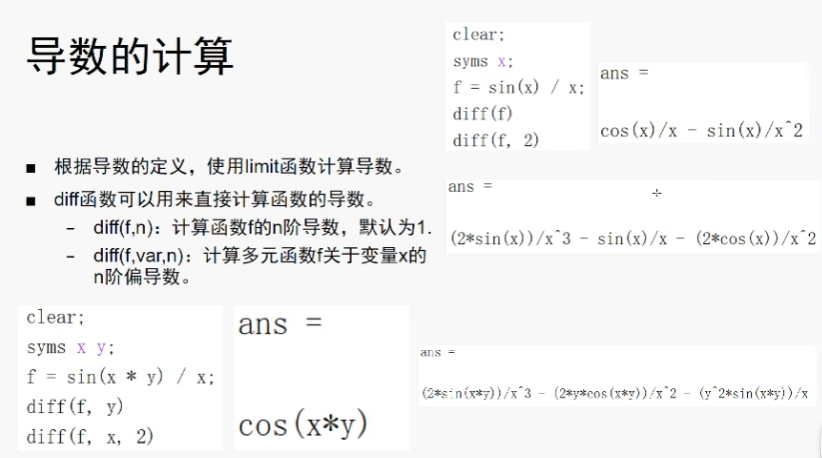 导数的计算
■ 根据导数的定义，使用limit函数计算导数。
■ diff函数可以用来直接计算函数的导数。
– diff(f,n)：计算函数f的n阶导数，默认为1.
– diff(f,var,n)：计算多元函数f关于变量x的
n阶偏导数。
clear;
syms x;
f = sin(x) / x;
diff(f)
diff(f, 2)
ans =
cos(x)/x - sin(x)/x^2
ans =
(2*sin(x))/x^3 - sin(x)/x - (2*cos(x))/x^2
clear;
syms x y;
f = sin(x * y) / x;
diff(f, y)
diff(f, x, 2)
ans =
cos(x*y)
ans =
(2*sin(x*y))/x^3 - (2*y*cos(x*y))/x^2 - (y^2*sin(x*y))/x